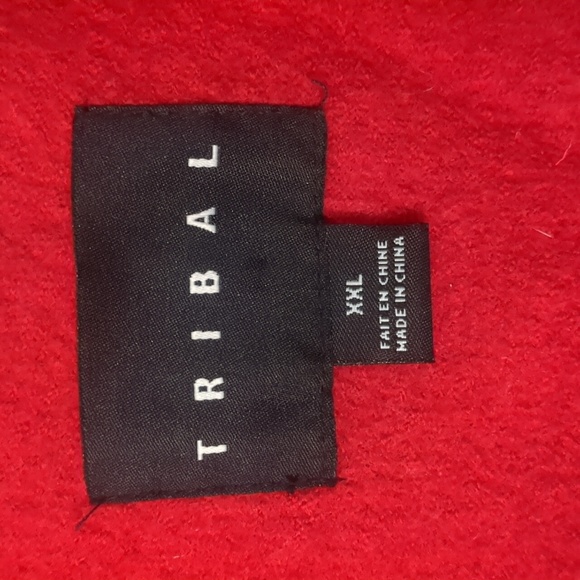 TRIBAL
XXL
FAIT EN CHINE
MADE IN CHINA